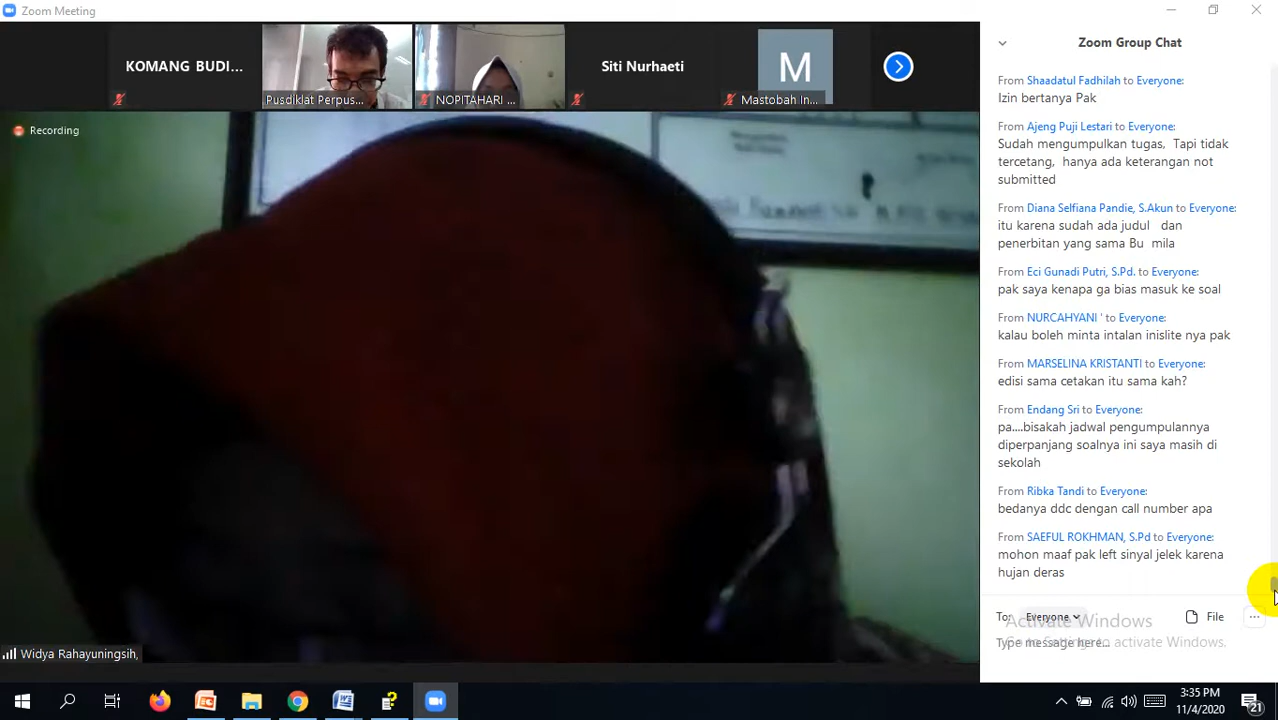 Zoom Meeting
KOMANG BUDI...
Pusdiklat Perpus...
NOPITAHARI ...
Siti Nurhaeti
M
Mastobah In...
Recording
Widya Rahayuningsih,
Zoom Group Chat
From Shaadatul Fadhilah to Everyone:
Izin bertanya Pak
From Ajeng Puji Lestari to Everyone:
Sudah mengumpulkan tugas, Tapi tidak
tercetang, hanya ada keterangan not
submitted
From Diana Selfiana Pandie, S.Akun to Everyone:
itu karena sudah ada judul dan
penerbitan yang sama Bu mila
From Eci Gunadi Putri, S.Pd. to Everyone:
pak saya kenapa ga bias masuk ke soal
From NURCAHYANI ' to Everyone:
kalau boleh minta intalan inislite nya pak
From MARSELINA KRISTANTI to Everyone:
edisi sama cetakan itu sama kah?
From Endang Sri to Everyone:
pa....bisakah jadwal pengumpulannya
diperpanjang soalnya ini saya masih di
sekolah
From Ribka Tandi to Everyone:
bedanya ddc dengan call number apa
From SAEFUL ROKHMAN, S.Pd to Everyone:
mohon maaf pak left sinyal jelek karena
hujan deras
To: Everyone
File
Activate Windows
Go to Settings to activate Windows.
Type message here...
3:35 PM
11/4/2020
21